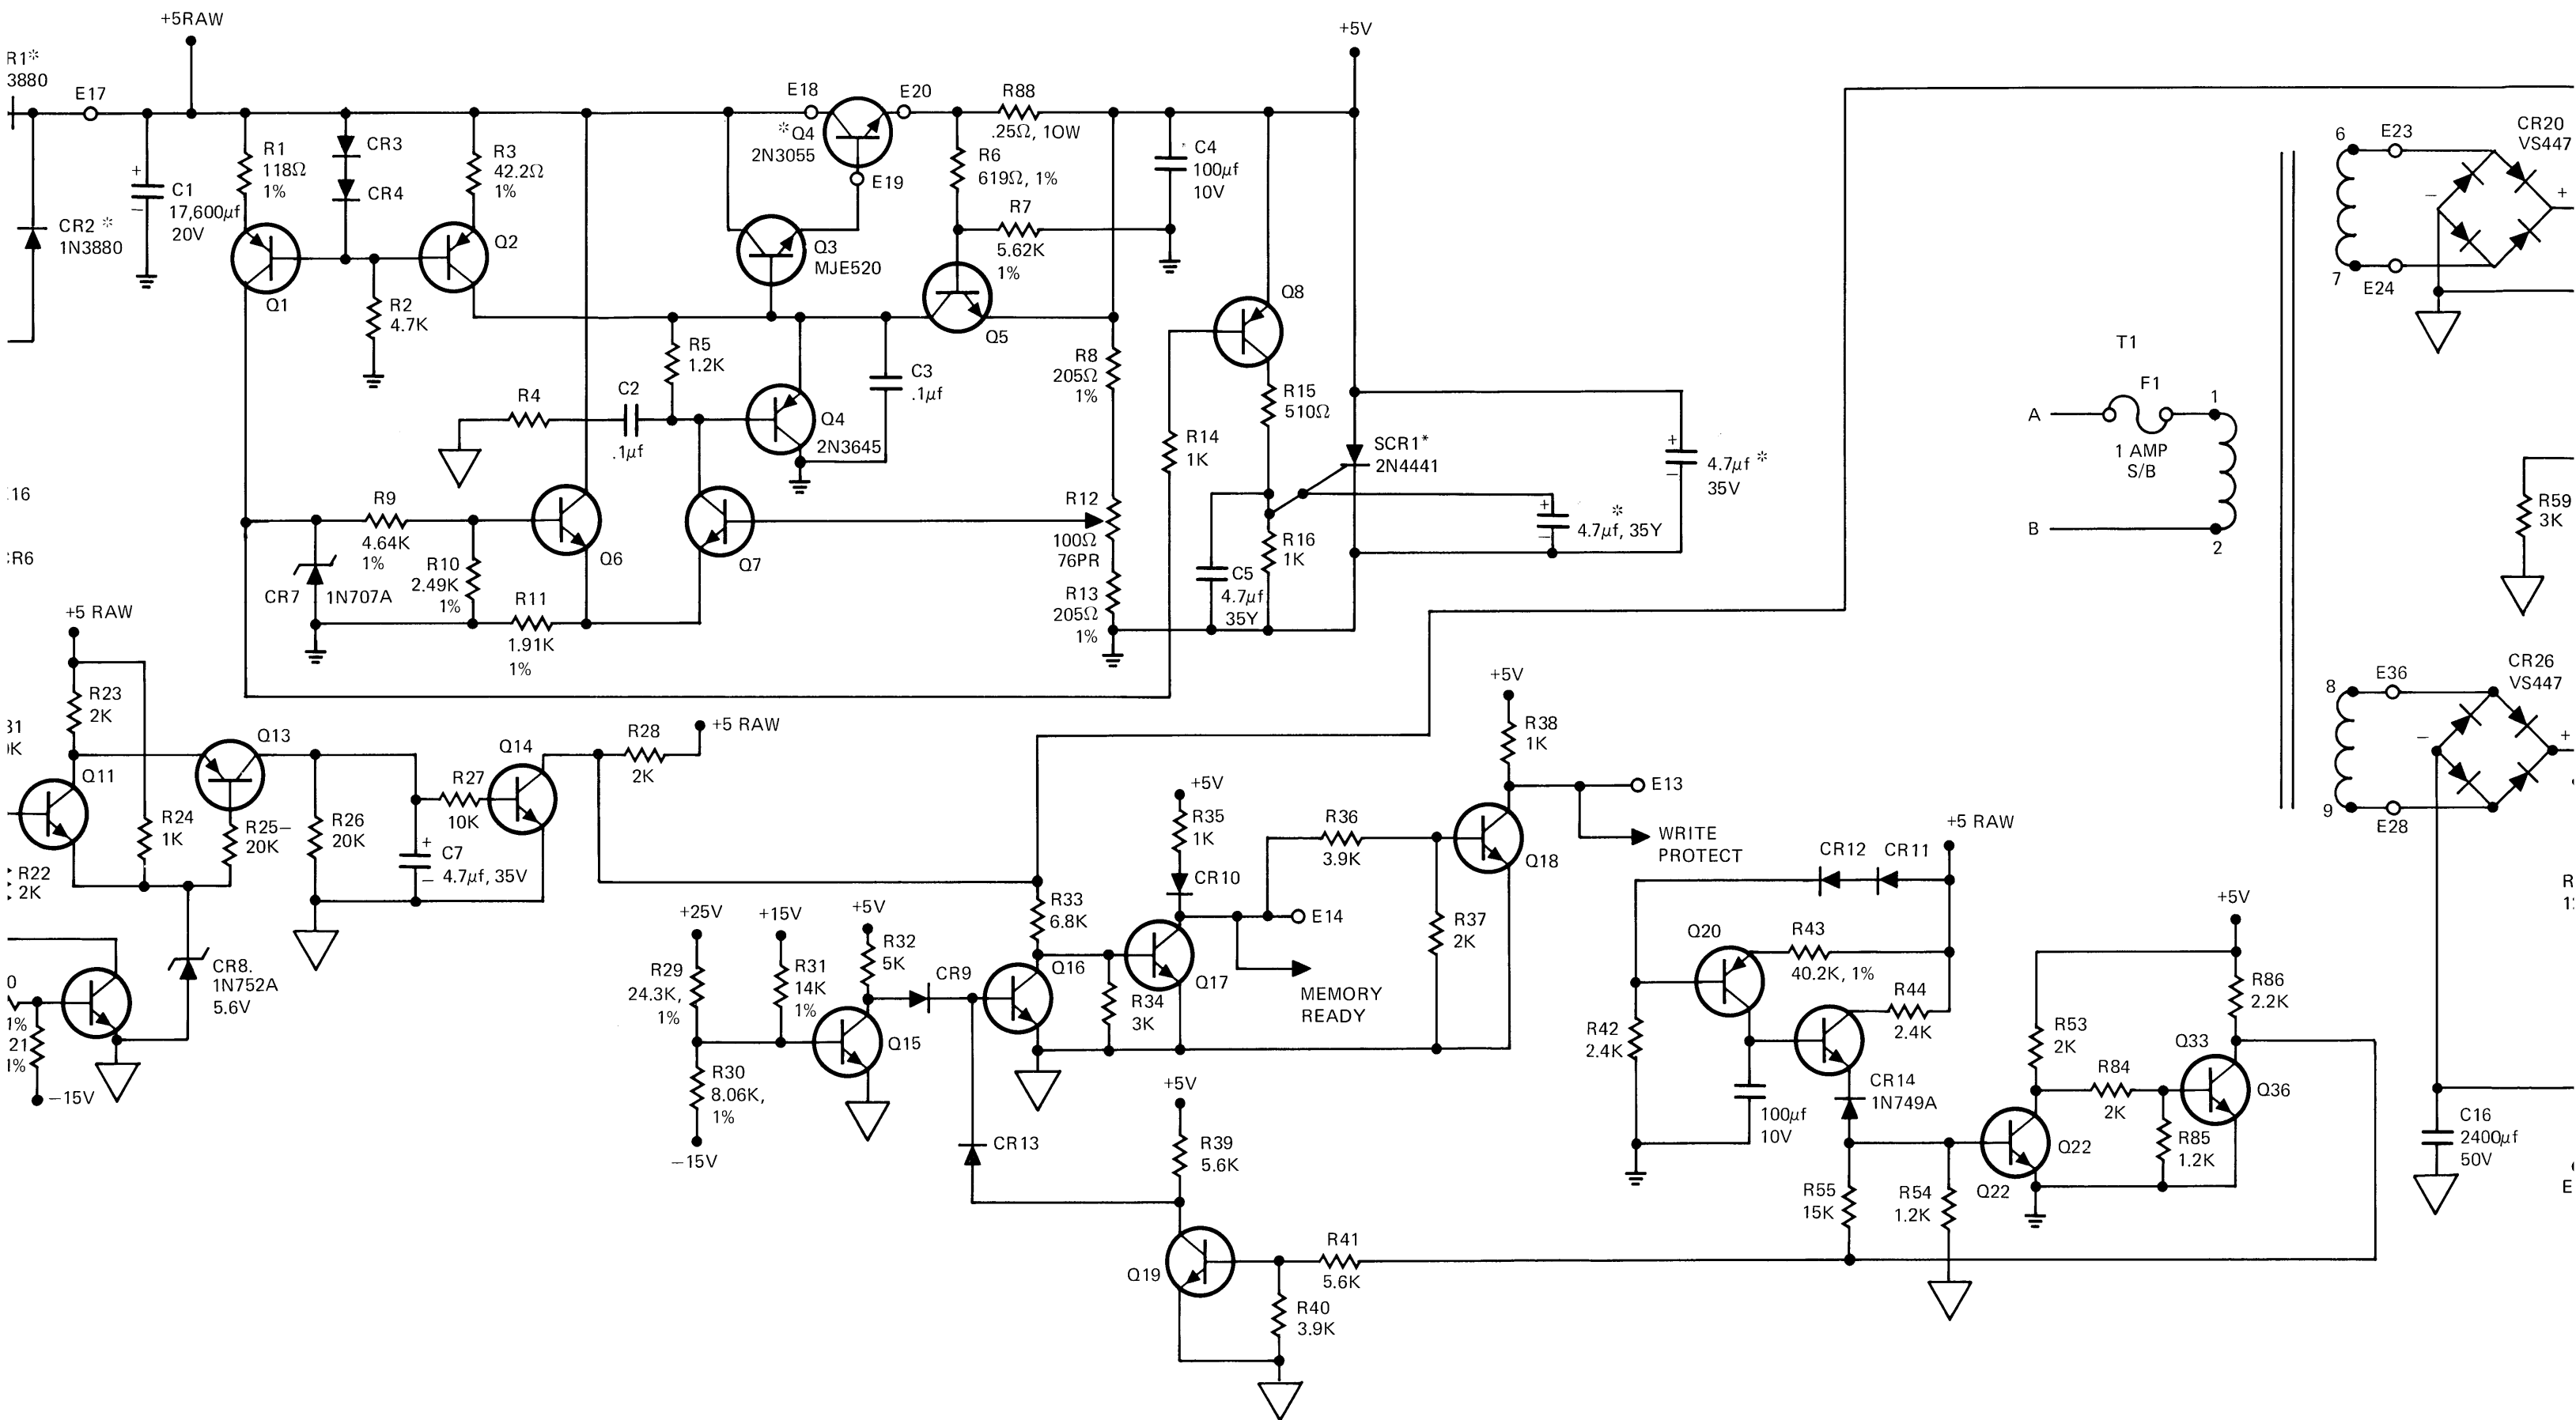 +5RAW
R1*
3880
E17
R1
118Ω
1%
CR3
CR4
R3
42.2Ω
1%
+
C1
17,600µf
−
20V
CR2 *
1N3880
Q1
R2
4.7K
Q2
E18
E20
*Q4
2N3055
E19
Q3
MJE520
R88
.25Ω, 10W
R6
619Ω, 1%
R7
5.62K
1%
Q5
C4
100µf
10V
+5V
R5
1.2K
R4
C2
.1µf
Q4
2N3645
C3
.1µf
R8
205Ω
1%
Q8
R15
510Ω
R14
1K
SCR1*
2N4441
+
4.7µf *
−
35V
+
*
4.7µf, 35Y
−
R16
1K
C5
4.7µf
35Y
R12
100Ω
76PR
R13
205Ω
1%
16
CR6
R9
4.64K
1%
R10
2.49K
1%
CR7
1N707A
R11
1.91K
1%
Q6
Q7
T1
F1
1 AMP
S/B
A
B
1
2
6
E23
CR20
VS447
−
+
7
E24
R59
3K
8
E36
CR26
VS447
−
+
9
E28
+5 RAW
R23
2K
Q11
R22
2K
R24
1K
Q13
R25−
20K
R26
20K
R27
10K
Q14
+
C7
− 4.7µf, 35V
R28
2K
+5 RAW
CR8.
1N752A
5.6V
0
1%
21
1%
−15V
+25V
+15V
+5V
R29
24.3K,
1%
R31
14K
1%
R32
5K
CR9
Q15
R30
8.06K,
1%
−15V
R33
6.8K
Q16
R34
3K
+5V
R35
1K
CR10
Q17
E14
MEMORY
READY
R36
3.9K
R37
2K
+5V
R38
1K
Q18
E13
WRITE
PROTECT
CR13
+5V
R39
5.6K
Q19
R41
5.6K
R40
3.9K
+5 RAW
CR12
CR11
Q20
R43
40.2K, 1%
R44
2.4K
R42
2.4K
100µf
10V
CR14
1N749A
R55
15K
R54
1.2K
Q22
Q22
+5V
R53
2K
R84
2K
R85
1.2K
R86
2.2K
Q33
Q36
C16
2400µf
50V
R
E